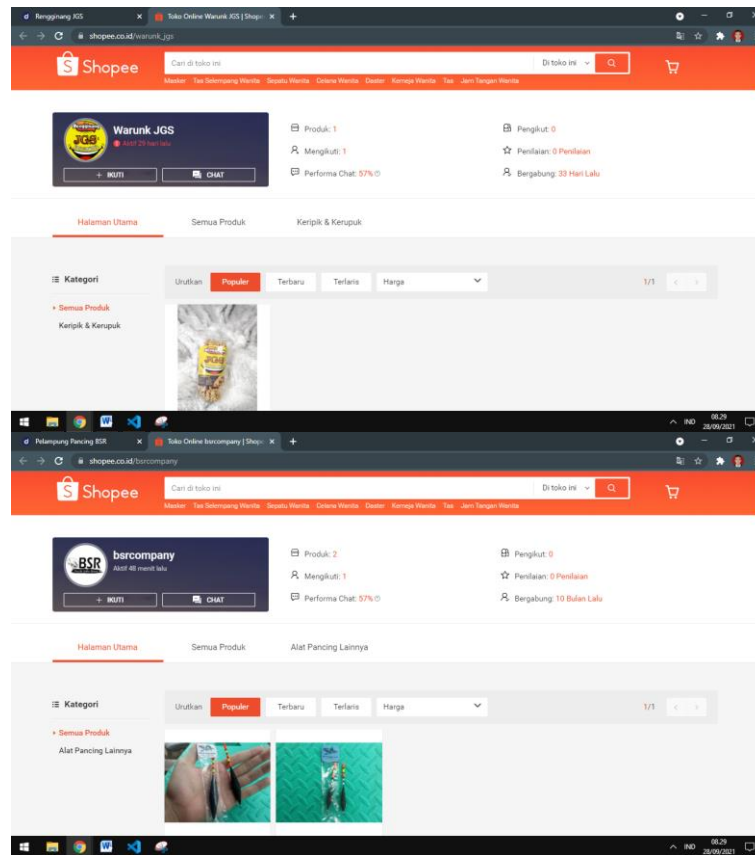 Rengginang JGS
Toko Online Warunk JGS | Shope
shopee.co.id/warunk_jgs
Shopee
Cari di toko ini
Di toko ini
Masker Tas Selempang Wanita Sepatu Wanita Celana Wanita Daster Kemeja Wanita Tas Jam Tangan Wanita
JGS
Warunk JGS
Aktif 29 hari lalu
+ IKUTI
CHAT
Produk: 1
Mengikuti: 1
Performa Chat: 57%
Pengikut: 0
Penilaian: 0 Penilaian
Bergabung: 33 Hari Lalu
Halaman Utama
Semua Produk
Keripik & Kerupuk
Kategori
Semua Produk
Keripik & Kerupuk
Urutkan
Populer
Terbaru
Terlaris
Harga
1/1
JGS
IND
08.29
28/09/2021
Pelampung Pancing BSR
Toko Online bsrcompany | Shop
shopee.co.id/bsrcompany
Shopee
Cari di toko ini
Di toko ini
Masker Tas Selempang Wanita Sepatu Wanita Celana Wanita Daster Kemeja Wanita Tas Jam Tangan Wanita
BSR
bsrcompany
Aktif 48 menit lalu
+ IKUTI
CHAT
Produk: 2
Mengikuti: 1
Performa Chat: 57%
Pengikut: 0
Penilaian: 0 Penilaian
Bergabung: 10 Bulan Lalu
Halaman Utama
Semua Produk
Alat Pancing Lainnya
Kategori
Semua Produk
Alat Pancing Lainnya
Urutkan
Populer
Terbaru
Terlaris
Harga
1/1
IND
08.29
28/09/2021